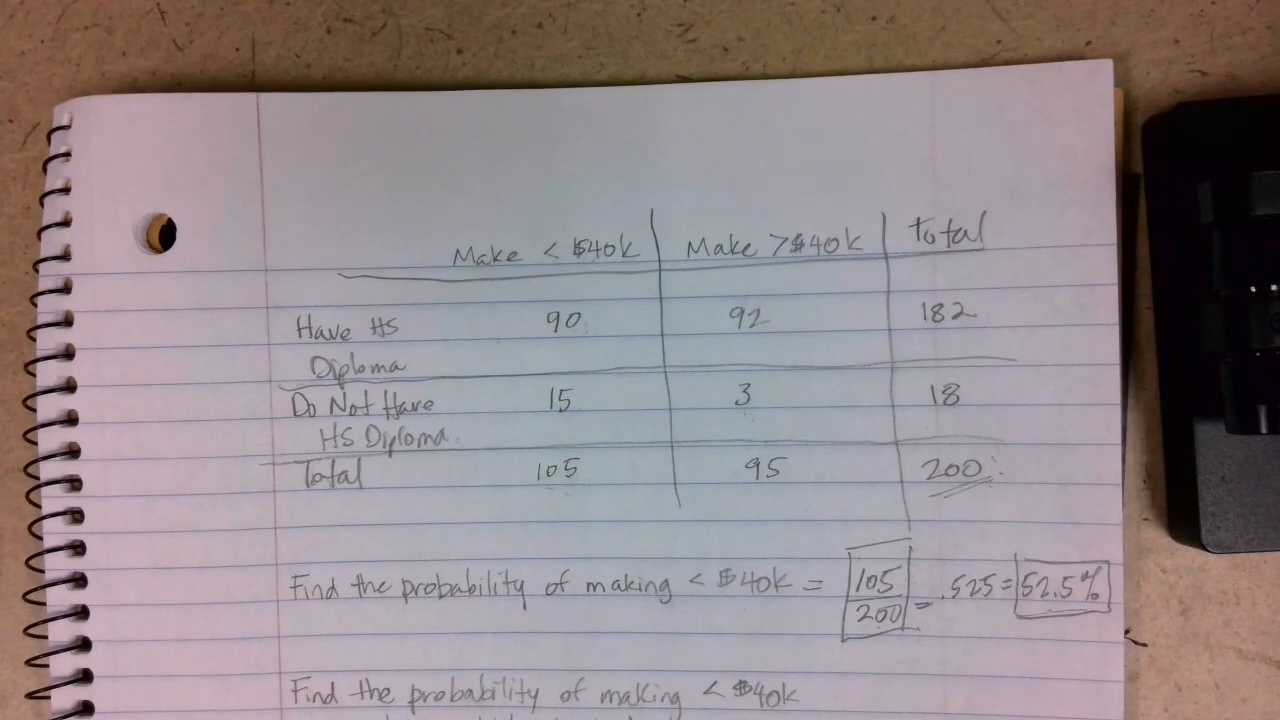 Make < $40k Make > $40k Total
Have HS 90 92 182
Diploma
Do Not Have 15 3 18
HS Diploma
Total 105 95 200
Find the probability of making < $40k = 105/200 = .525 = 52.5%
Find the probability of making < $40k